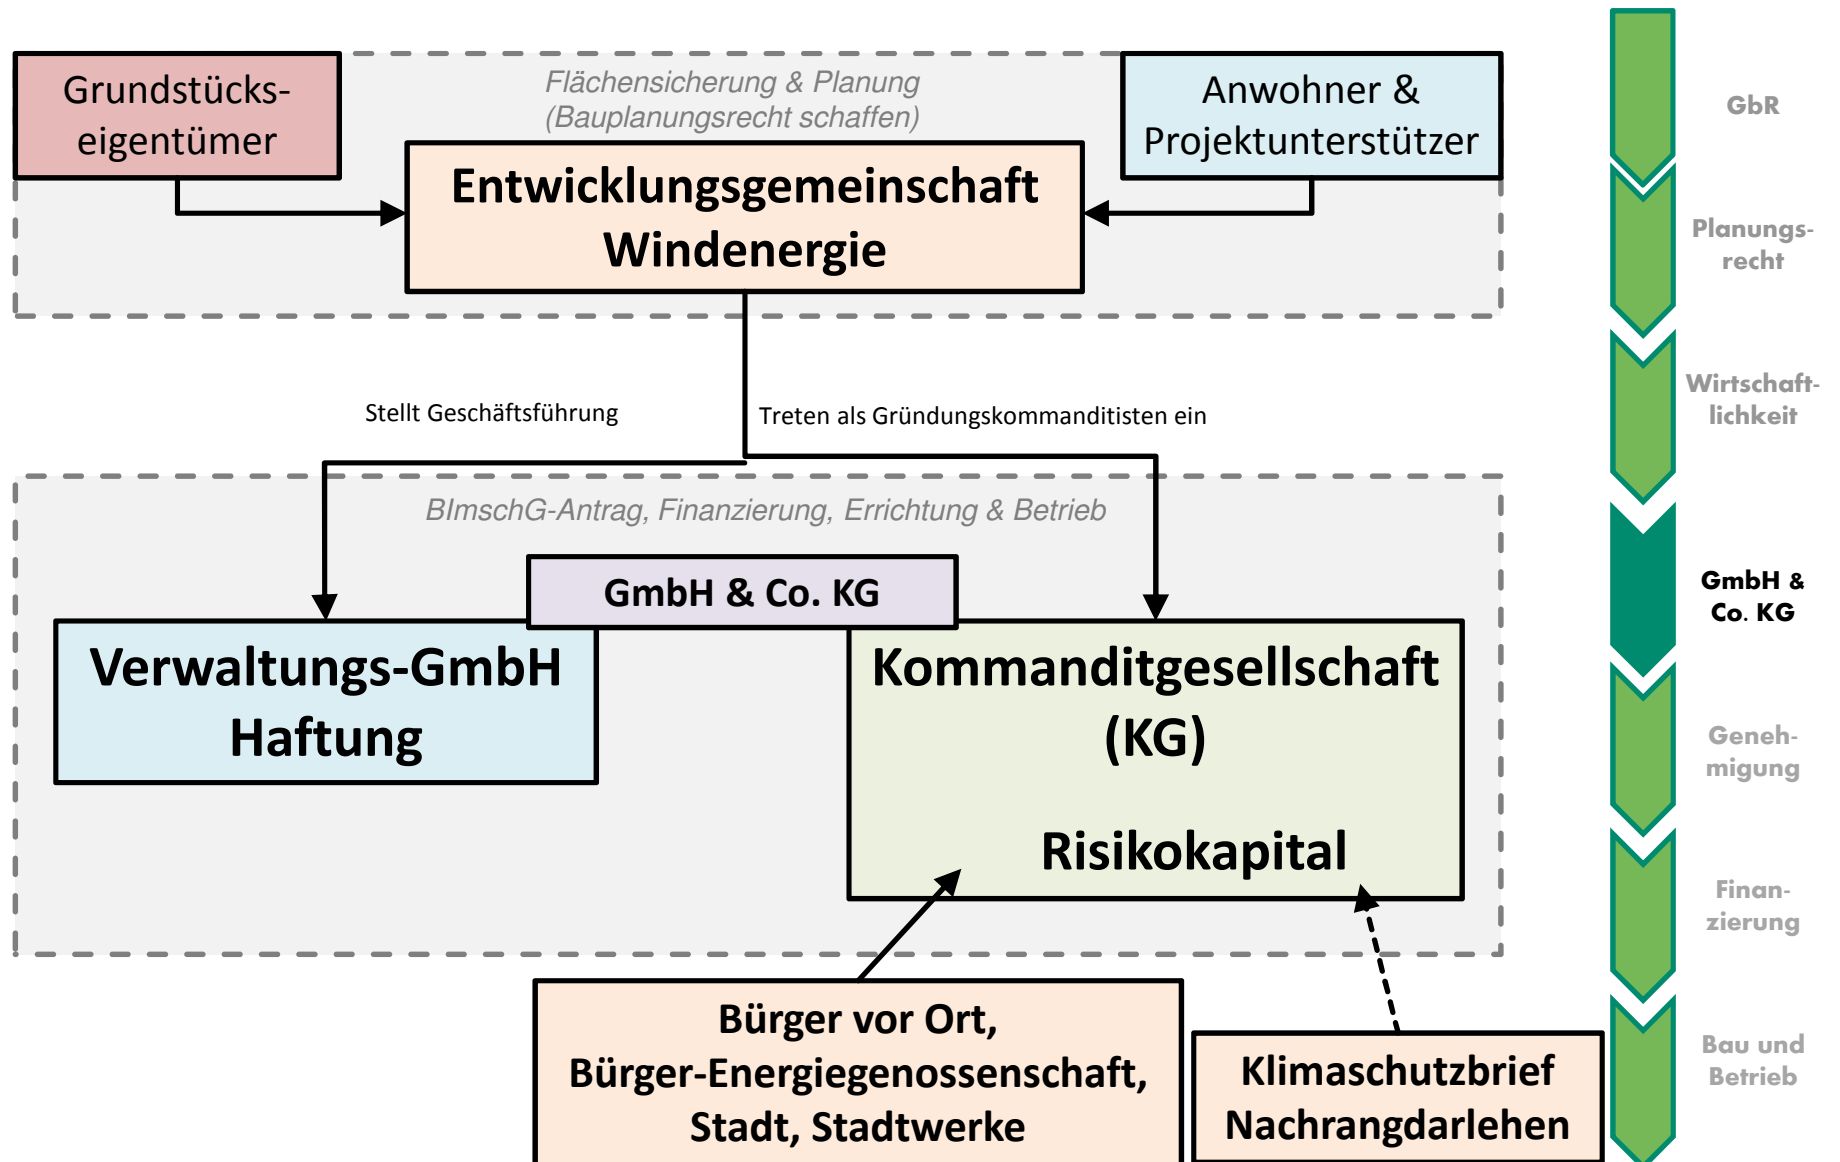 Grundstücks-
eigentümer
Flächensicherung & Planung
(Bauplanungsrecht schaffen)
Anwohner &
Projektunterstützer
Entwicklungsgemeinschaft
Windenergie
Stellt Geschäftsführung
Treten als Gründungskommanditisten ein
BImschG-Antrag, Finanzierung, Errichtung & Betrieb
GmbH & Co. KG
Verwaltungs-GmbH
Haftung
Kommanditgesellschaft
(KG)
Risikokapital
Bürger vor Ort,
Bürger-Energiegenossenschaft,
Stadt, Stadtwerke
Klimaschutzbrief
Nachrangdarlehen
GbR
Planungs-
recht
Wirtschaft-
lichkeit
GmbH &
Co. KG
Geneh-
migung
Finan-
zierung
Bau und
Betrieb